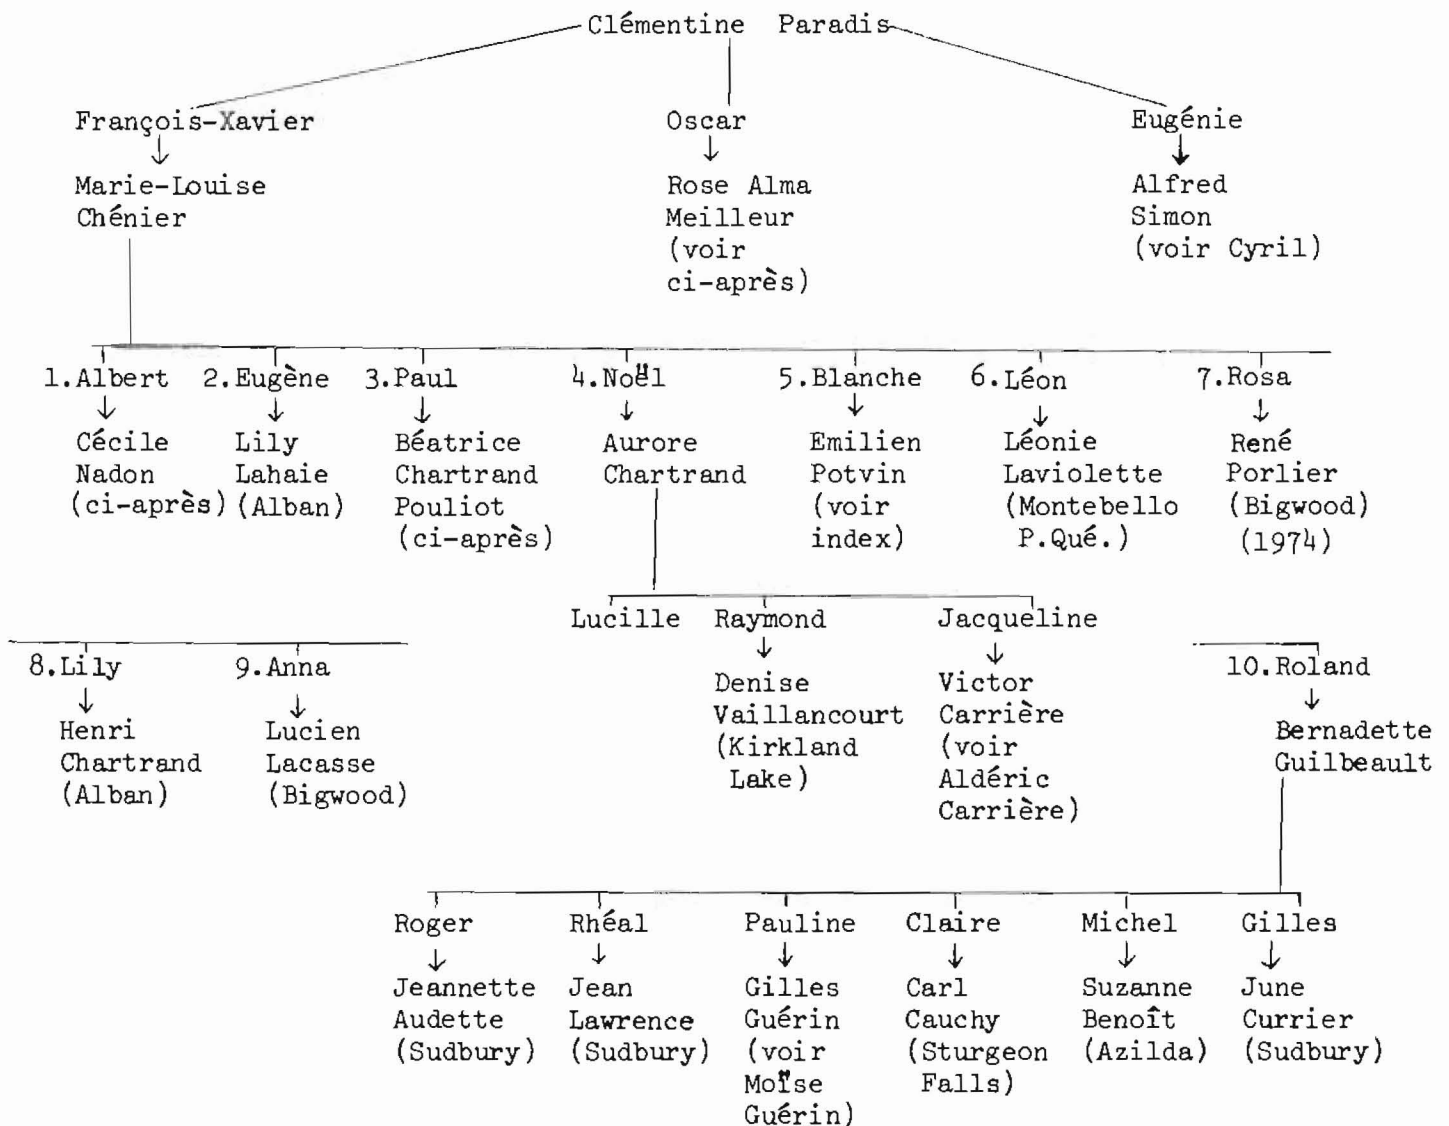 Clémentine Paradis
François-Xavier Oscar Eugénie
Marie-Louise Rose Alma Alfred
Chénier Meilleur Simon
(voir (voir Cyril)
ci-après)
1.Albert 2.Eugène 3.Paul 4.Noël 5.Blanche 6.Léon 7.Rosa
Cécile Lily Béatrice Aurore Emilien Léonie René
Nadon Lahaie Chartrand Chartrand Potvin Laviolette Porlier
(ci-après) (Alban) Pouliot (voir (Montebello (Bigwood)
(ci-après) index) P.Qué.) (1974)
Lucille Raymond Jacqueline
8.Lily 9.Anna 10.Roland
Denise Victor
Henri Lucien Vaillancourt Carrière Bernadette
Chartrand Lacasse (Kirkland (voir Guilbeault
(Alban) (Bigwood) Lake) Aldéric
Carrière)
Roger Rhéal Pauline Claire Michel Gilles
Jeannette Jean Gilles Carl Suzanne June
Audette Lawrence Guérin Cauchy Benoît Currier
(Sudbury) (Sudbury) (voir (Sturgeon (Azilda) (Sudbury)
Moïse Falls)
Guérin)